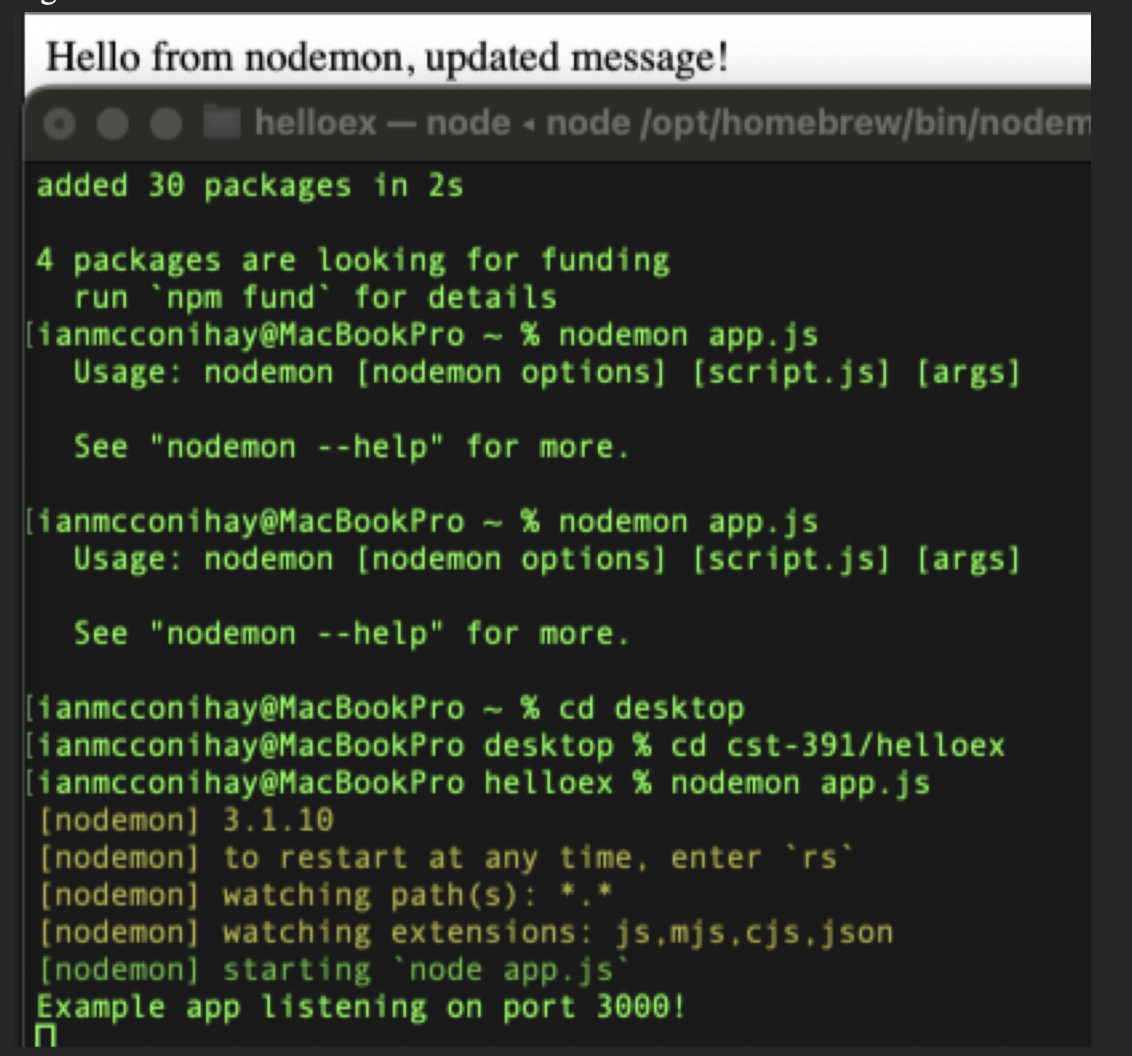 Hello from nodemon, updated message!
helloex — node ◂ node /opt/homebrew/bin/nodem
added 30 packages in 2s
4 packages are looking for funding
run `npm fund` for details
[ianmcconihay@MacBookPro ~ % nodemon app.js
Usage: nodemon [nodemon options] [script.js] [args]
See "nodemon --help" for more.
[ianmcconihay@MacBookPro ~ % nodemon app.js
Usage: nodemon [nodemon options] [script.js] [args]
See "nodemon --help" for more.
[ianmcconihay@MacBookPro ~ % cd desktop
[ianmcconihay@MacBookPro desktop % cd cst-391/helloex
[ianmcconihay@MacBookPro helloex % nodemon app.js
[nodemon] 3.1.10
[nodemon] to restart at any time, enter `rs`
[nodemon] watching path(s): *.*
[nodemon] watching extensions: js,mjs,cjs,json
[nodemon] starting `node app.js`
Example app listening on port 3000!